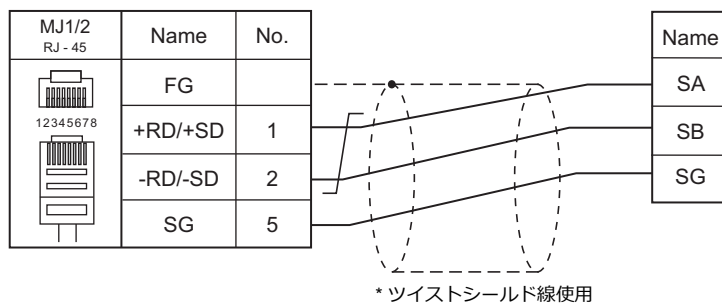 MJ1/2 Name No.
RJ - 45
FG
12345678
+RD/+SD 1
-RD/-SD 2
SG 5
Name
SA
SB
SG
* ツイストシールド線使用